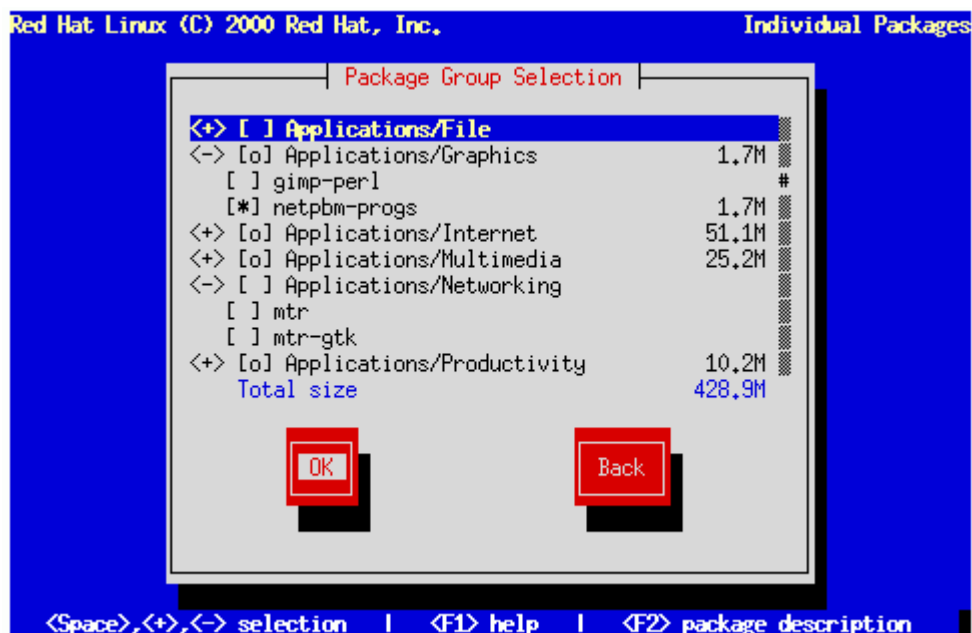 Red Hat Linux (C) 2000 Red Hat, Inc. Individual Packages
Package Group Selection
<+> [ ] Applications/File
<-> [o] Applications/Graphics 1.7M
[ ] gimp-perl #
[*] netpbm-progs 1.7M
<+> [o] Applications/Internet 51.1M
<+> [o] Applications/Multimedia 25.2M
<-> [ ] Applications/Networking
[ ] mtr
[ ] mtr-gtk
<+> [o] Applications/Productivity 10.2M
Total size 428.9M
OK Back
<Space>,<+>,<-> selection | <F1> help | <F2> package description